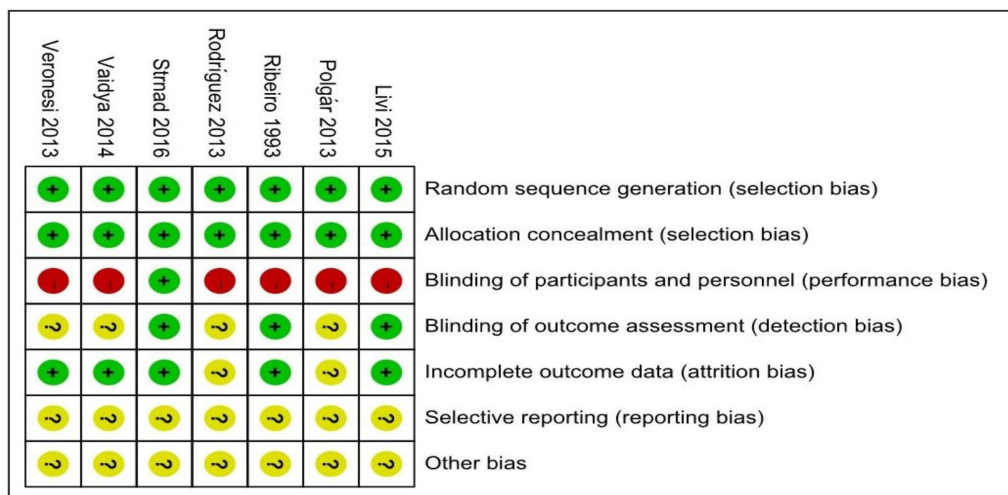 Veronesi 2013
Vaidya 2014
Strnad 2016
Rodríguez 2013
Ribeiro 1993
Polgár 2013
Livi 2015
+ + + + + + + Random sequence generation (selection bias)
+ + + + + + + Allocation concealment (selection bias)
- - + - - - - Blinding of participants and personnel (performance bias)
? ? + ? + ? + Blinding of outcome assessment (detection bias)
+ + + ? + ? + Incomplete outcome data (attrition bias)
? ? ? ? ? ? ? Selective reporting (reporting bias)
? ? ? ? ? ? ? Other bias